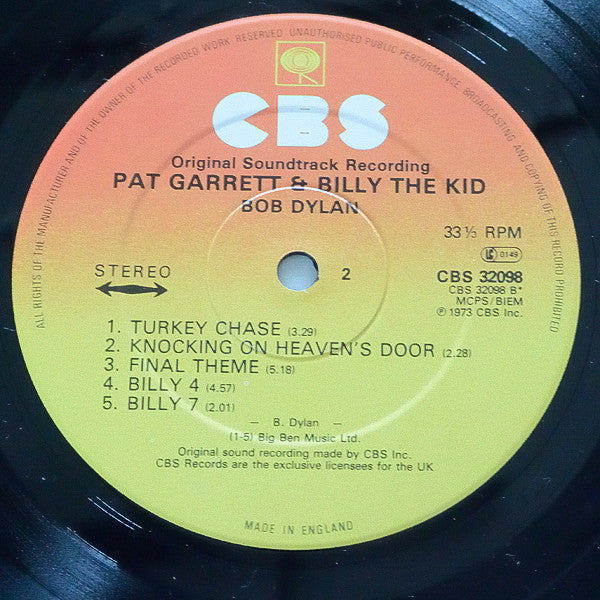 ALL RIGHTS OF THE MANUFACTURER AND OF THE OWNER OF THE RECORDED WORK RESERVED UNAUTHORISED PUBLIC PERFORMANCE BROADCASTING AND COPYING OF THIS RECORD PROHIBITED
CBS
Original Soundtrack Recording
PAT GARRETT & BILLY THE KID
BOB DYLAN
33⅓ RPM
LC 0149
STEREO
2
CBS 32098
CBS 32098 B*
MCPS/BIEM
℗ 1973 CBS Inc.
1. TURKEY CHASE (3.29)
2. KNOCKING ON HEAVEN'S DOOR (2.28)
3. FINAL THEME (5.18)
4. BILLY 4 (4.57)
5. BILLY 7 (2.01)
— B. Dylan —
(1-5) Big Ben Music Ltd.
Original sound recording made by CBS Inc.
CBS Records are the exclusive licensees for the UK
MADE IN ENGLAND